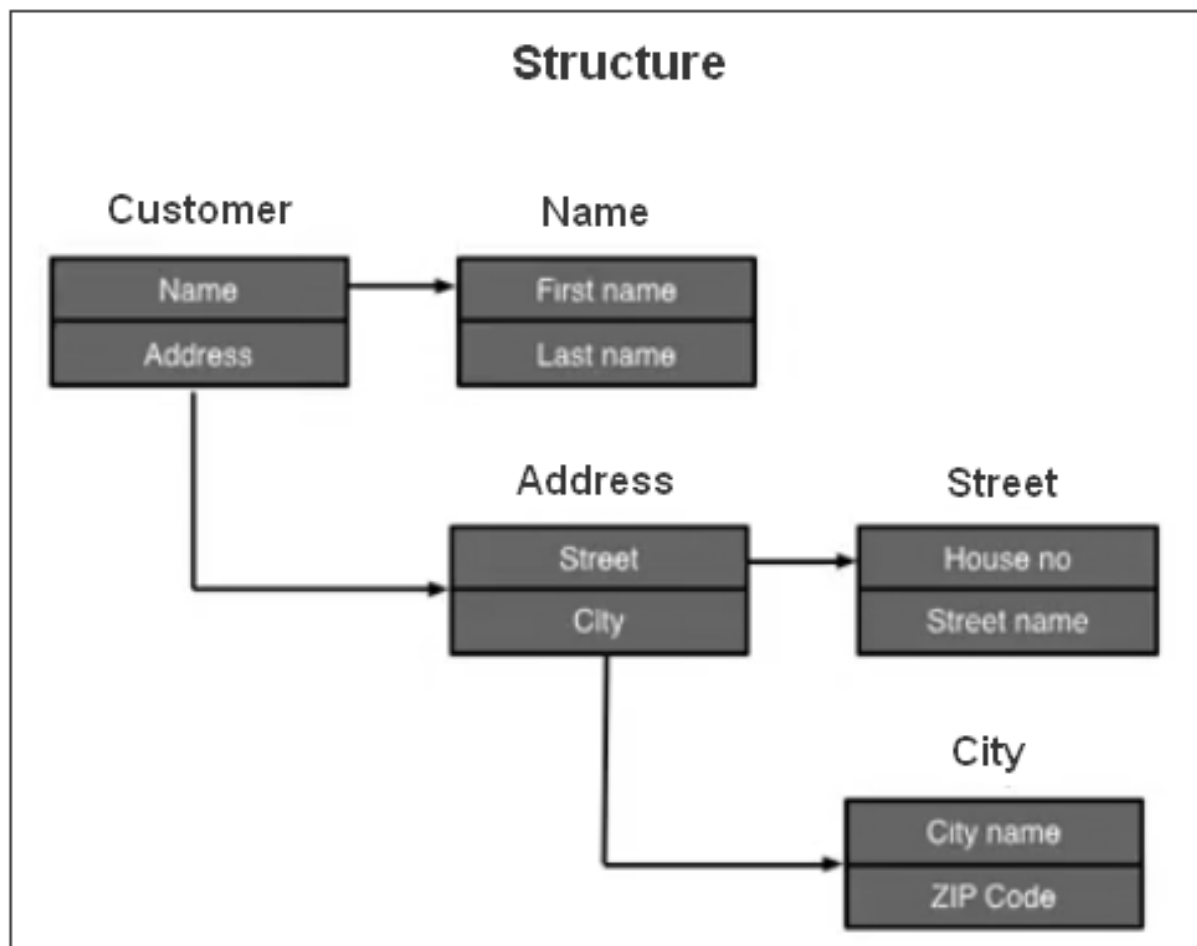 Structure
Customer
Name
Name
Address
First name
Last name
Address
Street
Street
City
House no
Street name
City
City name
ZIP Code